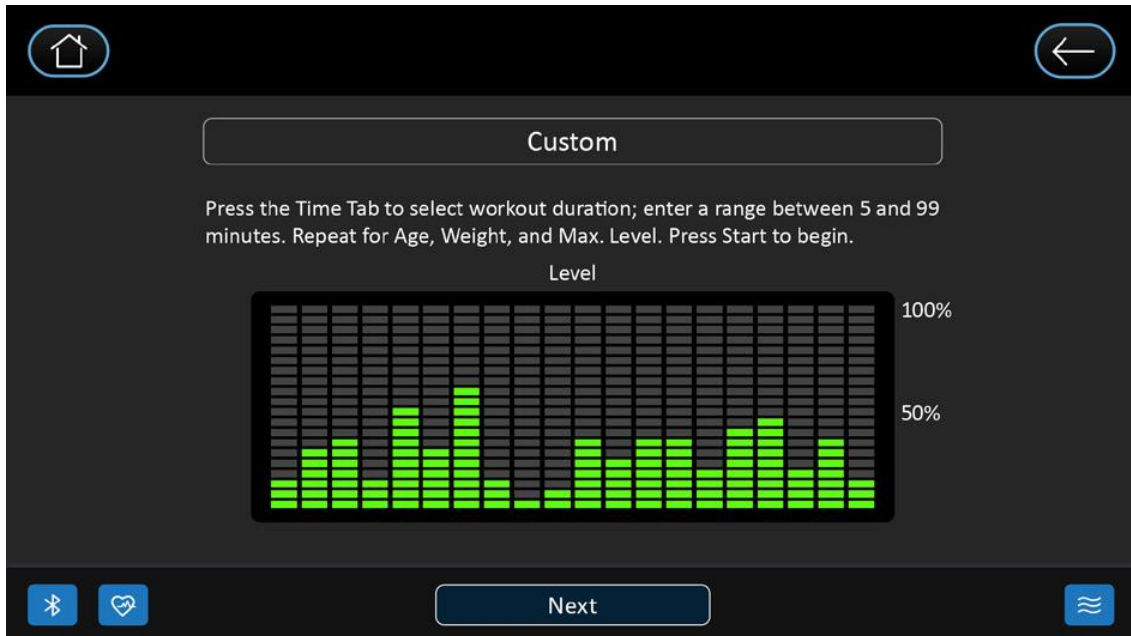 Custom
Press the Time Tab to select workout duration; enter a range between 5 and 99
minutes. Repeat for Age, Weight, and Max. Level. Press Start to begin.
Level
100%
50%
Next